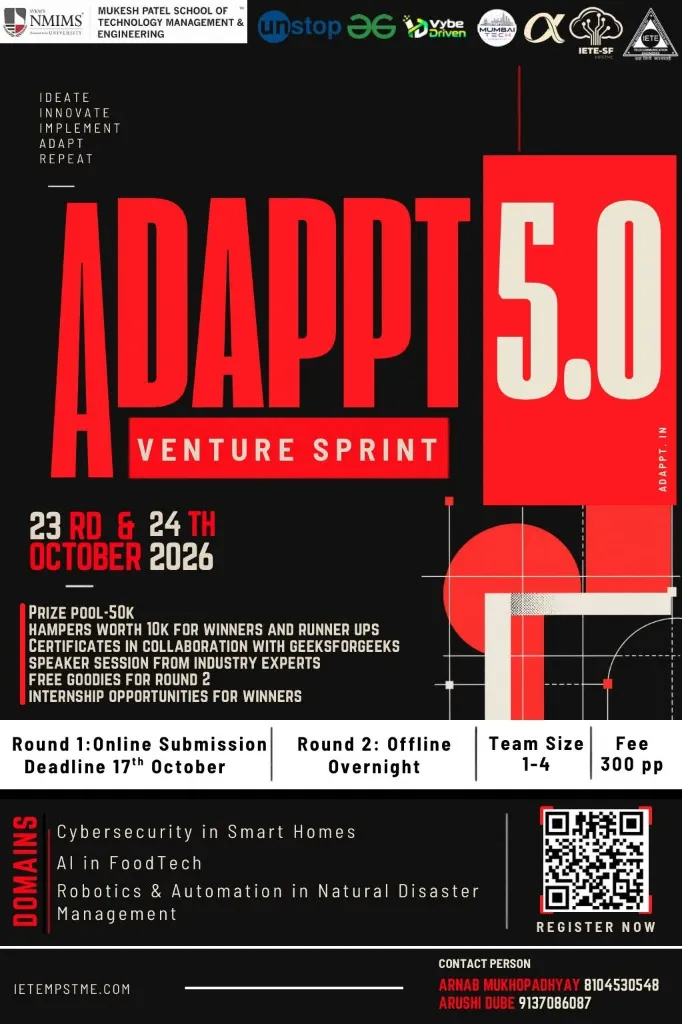 SVKM'S
NMIMS
UNIVERSITY
MUKESH PATEL SCHOOL OF
TECHNOLOGY MANAGEMENT &
ENGINEERING
unstop
Vybe
Driven
MUMBAI
TECH
IETE-SF
MPSTME
IETE
IDEATE
INNOVATE
IMPLEMENT
ADAPT
REPEAT
ADAPPT
5.0
VENTURE SPRINT
ADAPPT. IN
23 RD & 24 TH
OCTOBER 2026
PRIZE POOL-50K
HAMPERS WORTH 10K FOR WINNERS AND RUNNER UPS
CERTIFICATES IN COLLABORATION WITH GEEKSFORGEEKS
SPEAKER SESSION FROM INDUSTRY EXPERTS
FREE GOODIES FOR ROUND 2
INTERNSHIP OPPORTUNITIES FOR WINNERS
Round 1:Online Submission
Deadline 17th October
Round 2: Offline
Overnight
Team Size
1-4
Fee
300 pp
DOMAINS
Cybersecurity in Smart Homes
AI in FoodTech
Robotics & Automation in Natural Disaster
Management
REGISTER NOW
IETEMPSTME.COM
CONTACT PERSON
ARNAB MUKHOPADHYAY 8104530548
ARUSHI DUBE 9137086087